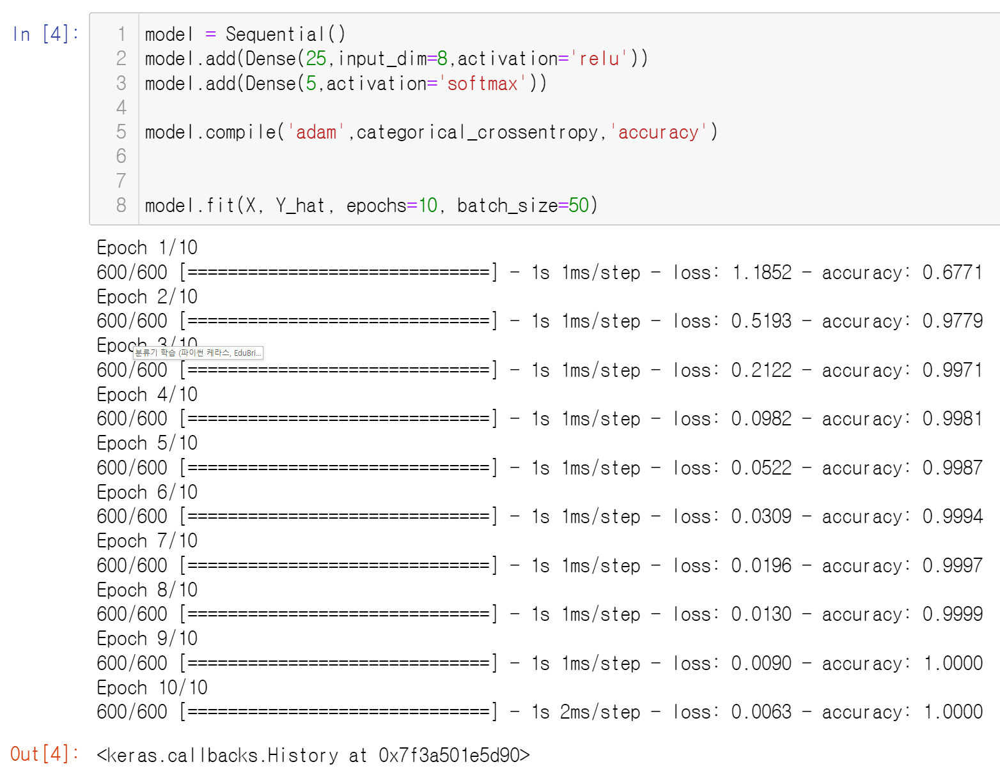 In [4]:
1 model = Sequential()
2 model.add(Dense(25,input_dim=8,activation='relu'))
3 model.add(Dense(5,activation='softmax'))
4
5 model.compile('adam',categorical_crossentropy,'accuracy')
6
7
8 model.fit(X, Y_hat, epochs=10, batch_size=50)
Epoch 1/10
600/600 [==============================] - 1s 1ms/step - loss: 1.1852 - accuracy: 0.6771
Epoch 2/10
600/600 [==============================] - 1s 1ms/step - loss: 0.5193 - accuracy: 0.9779
Epoch 3/10
분류기 학습 (파이썬 케라스, EduBri...
600/600 [==============================] - 1s 1ms/step - loss: 0.2122 - accuracy: 0.9971
Epoch 4/10
600/600 [==============================] - 1s 1ms/step - loss: 0.0982 - accuracy: 0.9981
Epoch 5/10
600/600 [==============================] - 1s 1ms/step - loss: 0.0522 - accuracy: 0.9987
Epoch 6/10
600/600 [==============================] - 1s 1ms/step - loss: 0.0309 - accuracy: 0.9994
Epoch 7/10
600/600 [==============================] - 1s 1ms/step - loss: 0.0196 - accuracy: 0.9997
Epoch 8/10
600/600 [==============================] - 1s 1ms/step - loss: 0.0130 - accuracy: 0.9999
Epoch 9/10
600/600 [==============================] - 1s 1ms/step - loss: 0.0090 - accuracy: 1.0000
Epoch 10/10
600/600 [==============================] - 1s 2ms/step - loss: 0.0063 - accuracy: 1.0000
Out[4]: <keras.callbacks.History at 0x7f3a501e5d90>